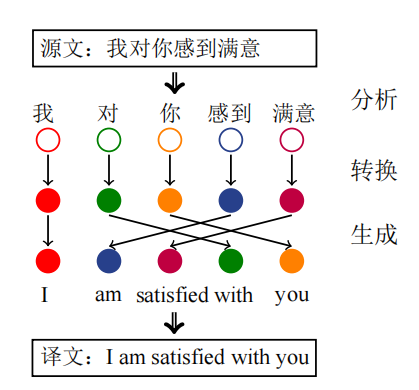 源文：我对你感到满意
分析
我 对 你 感到 满意
转换
生成
I am satisfied with you
译文：I am satisfied with you